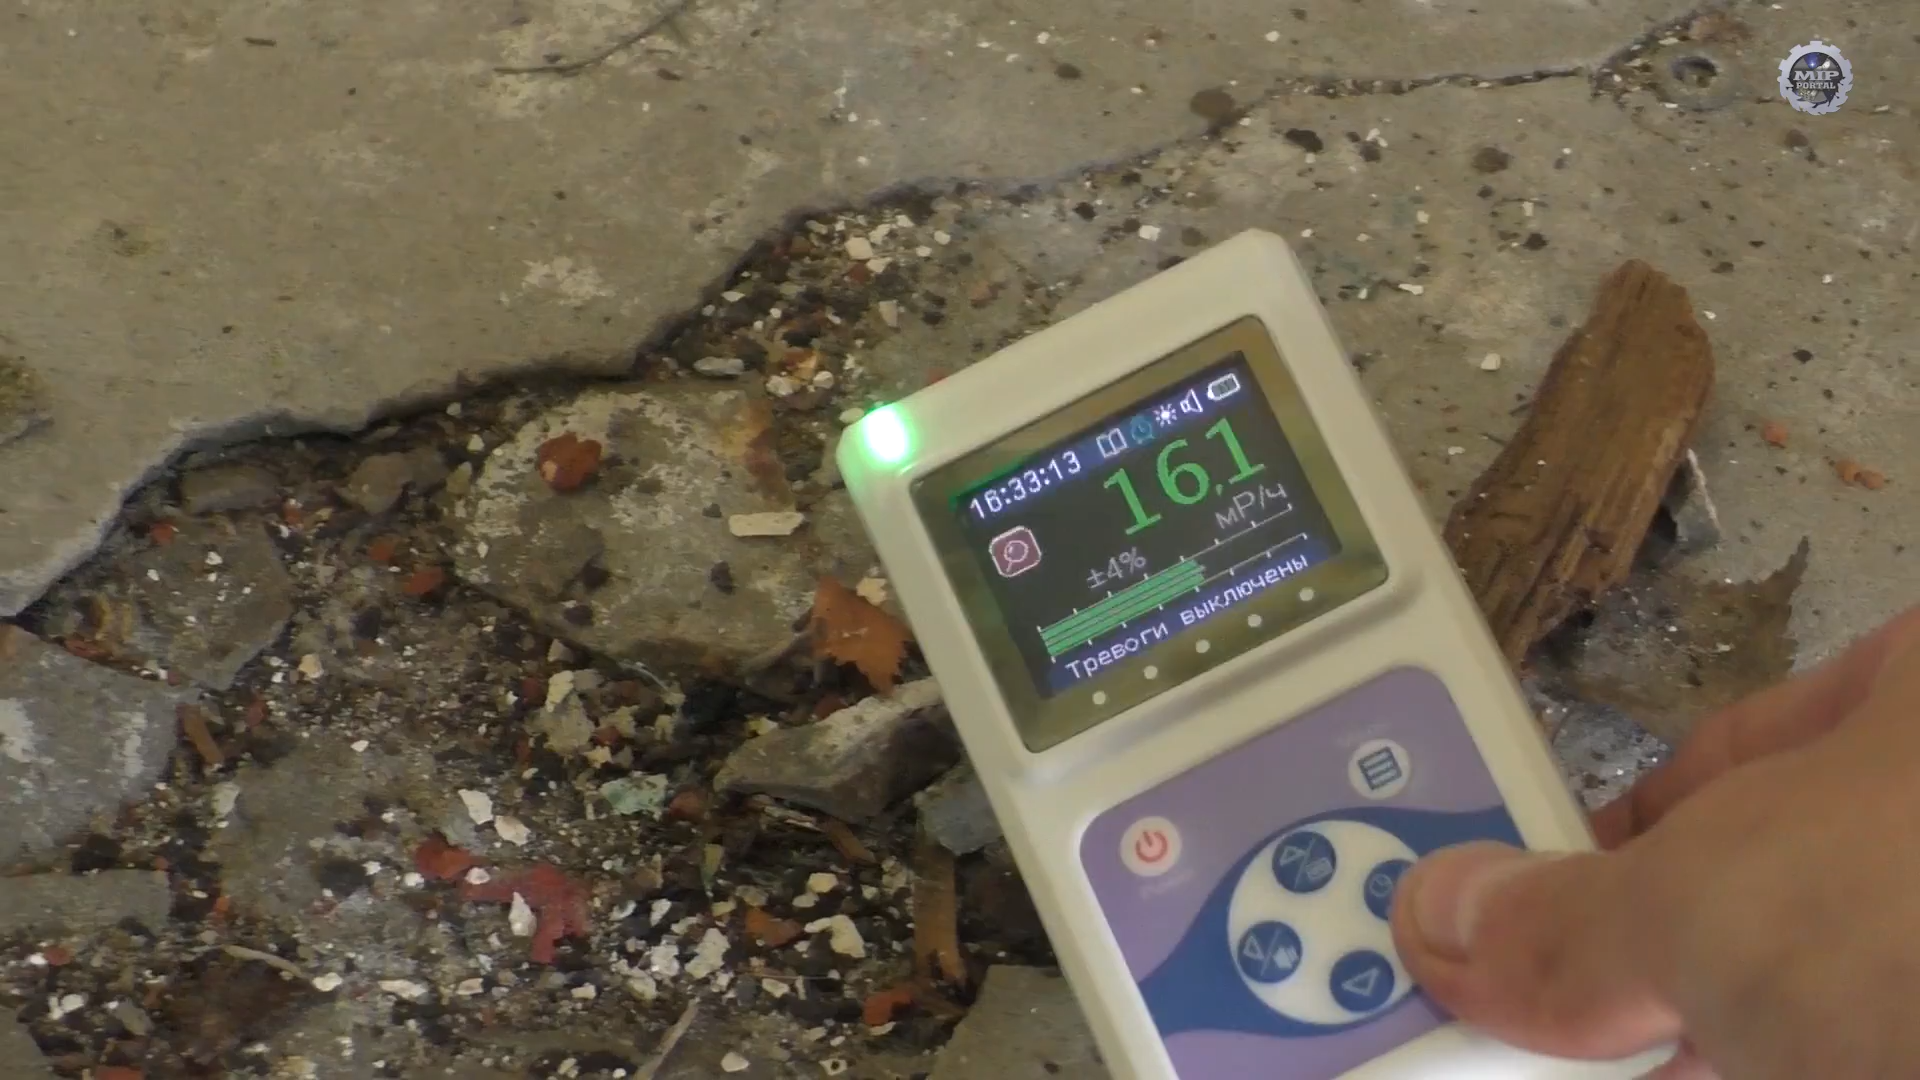 MIP
PORTAL
16:33:13
16,1
мР/ч
±4%
Тревоги выключены